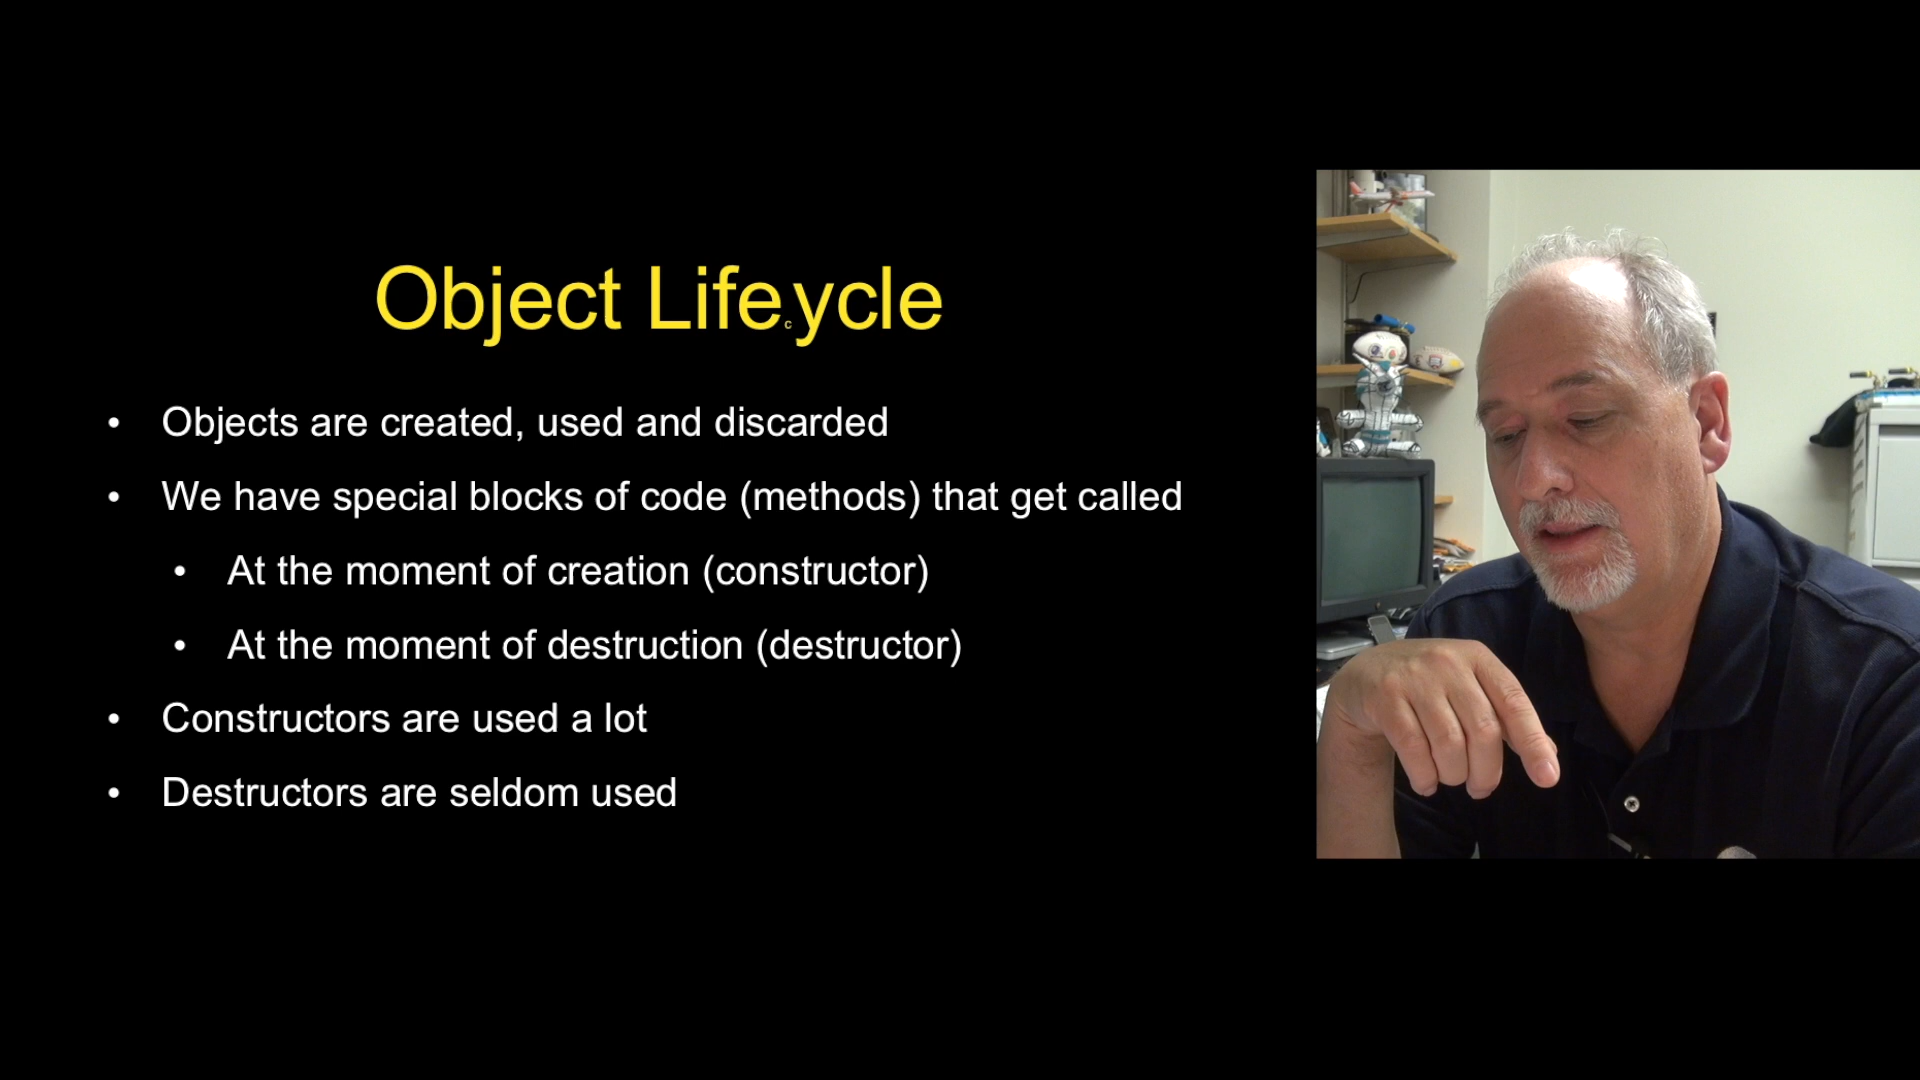 Object Lifecycle
• Objects are created, used and discarded
• We have special blocks of code (methods) that get called
• At the moment of creation (constructor)
• At the moment of destruction (destructor)
• Constructors are used a lot
• Destructors are seldom used